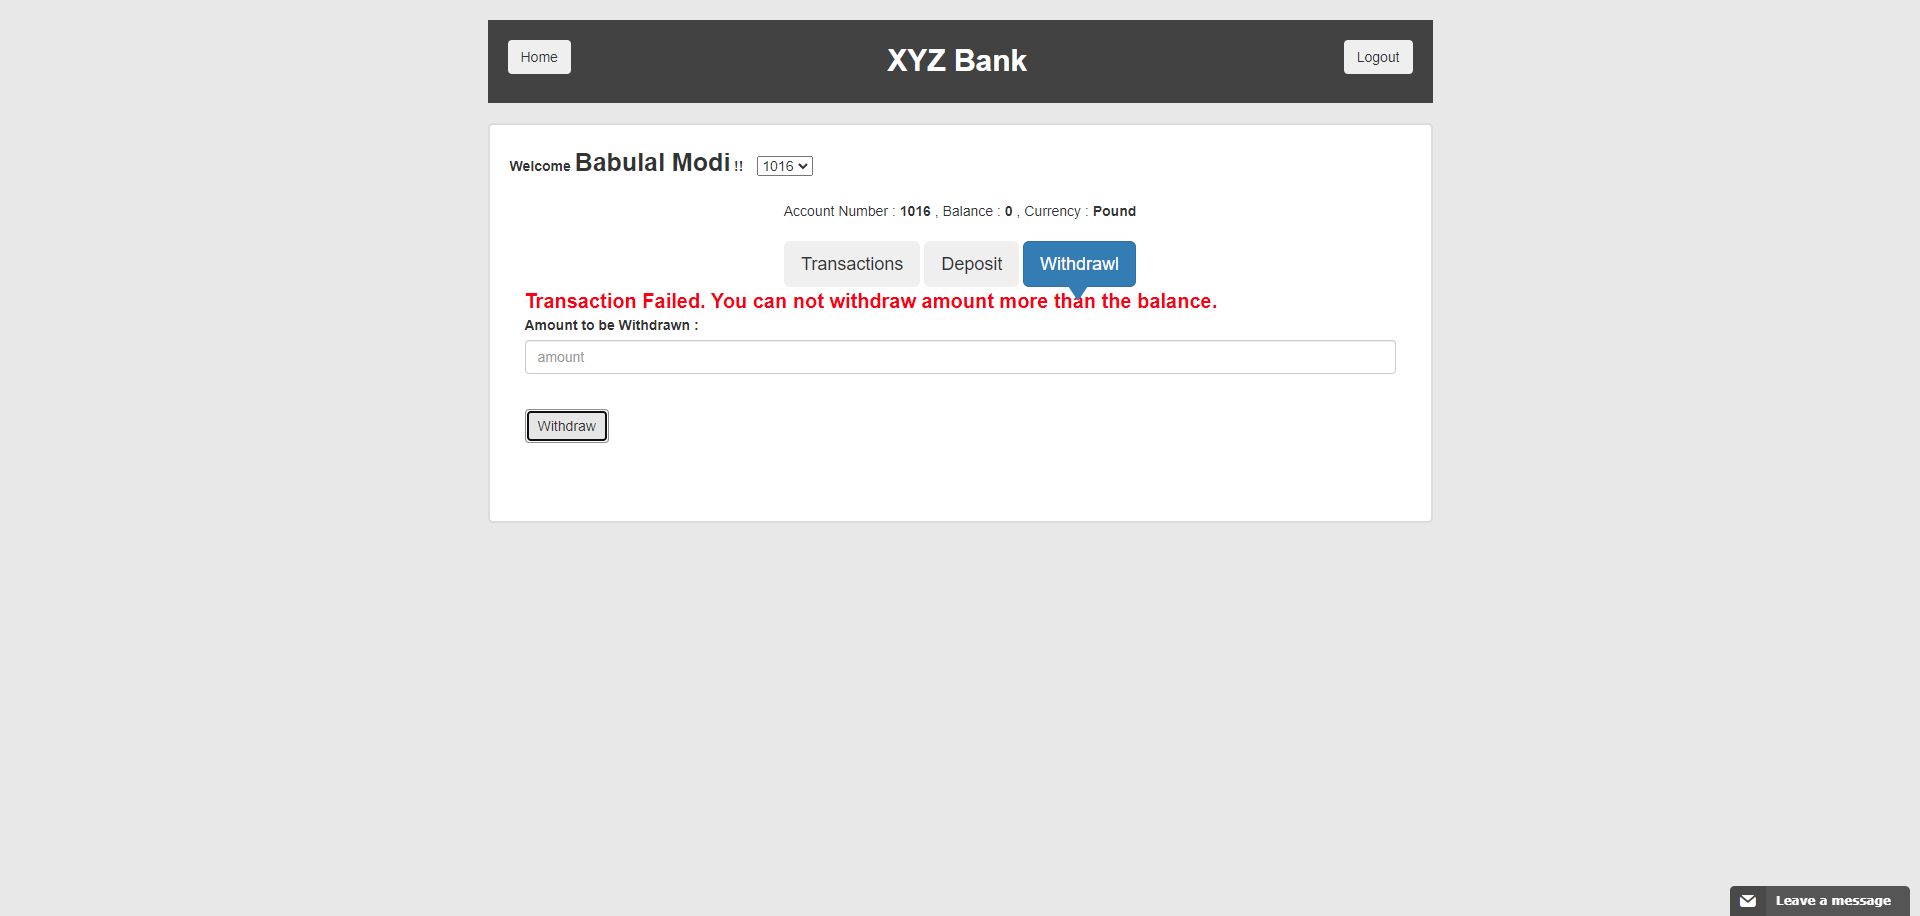 Home
XYZ Bank
Logout
Welcome Babulal Modi !! 1016
Account Number : 1016 , Balance : 0 , Currency : Pound
Transactions
Deposit
Withdrawl
Transaction Failed. You can not withdraw amount more than the balance.
Amount to be Withdrawn :
amount
Withdraw
Leave a message